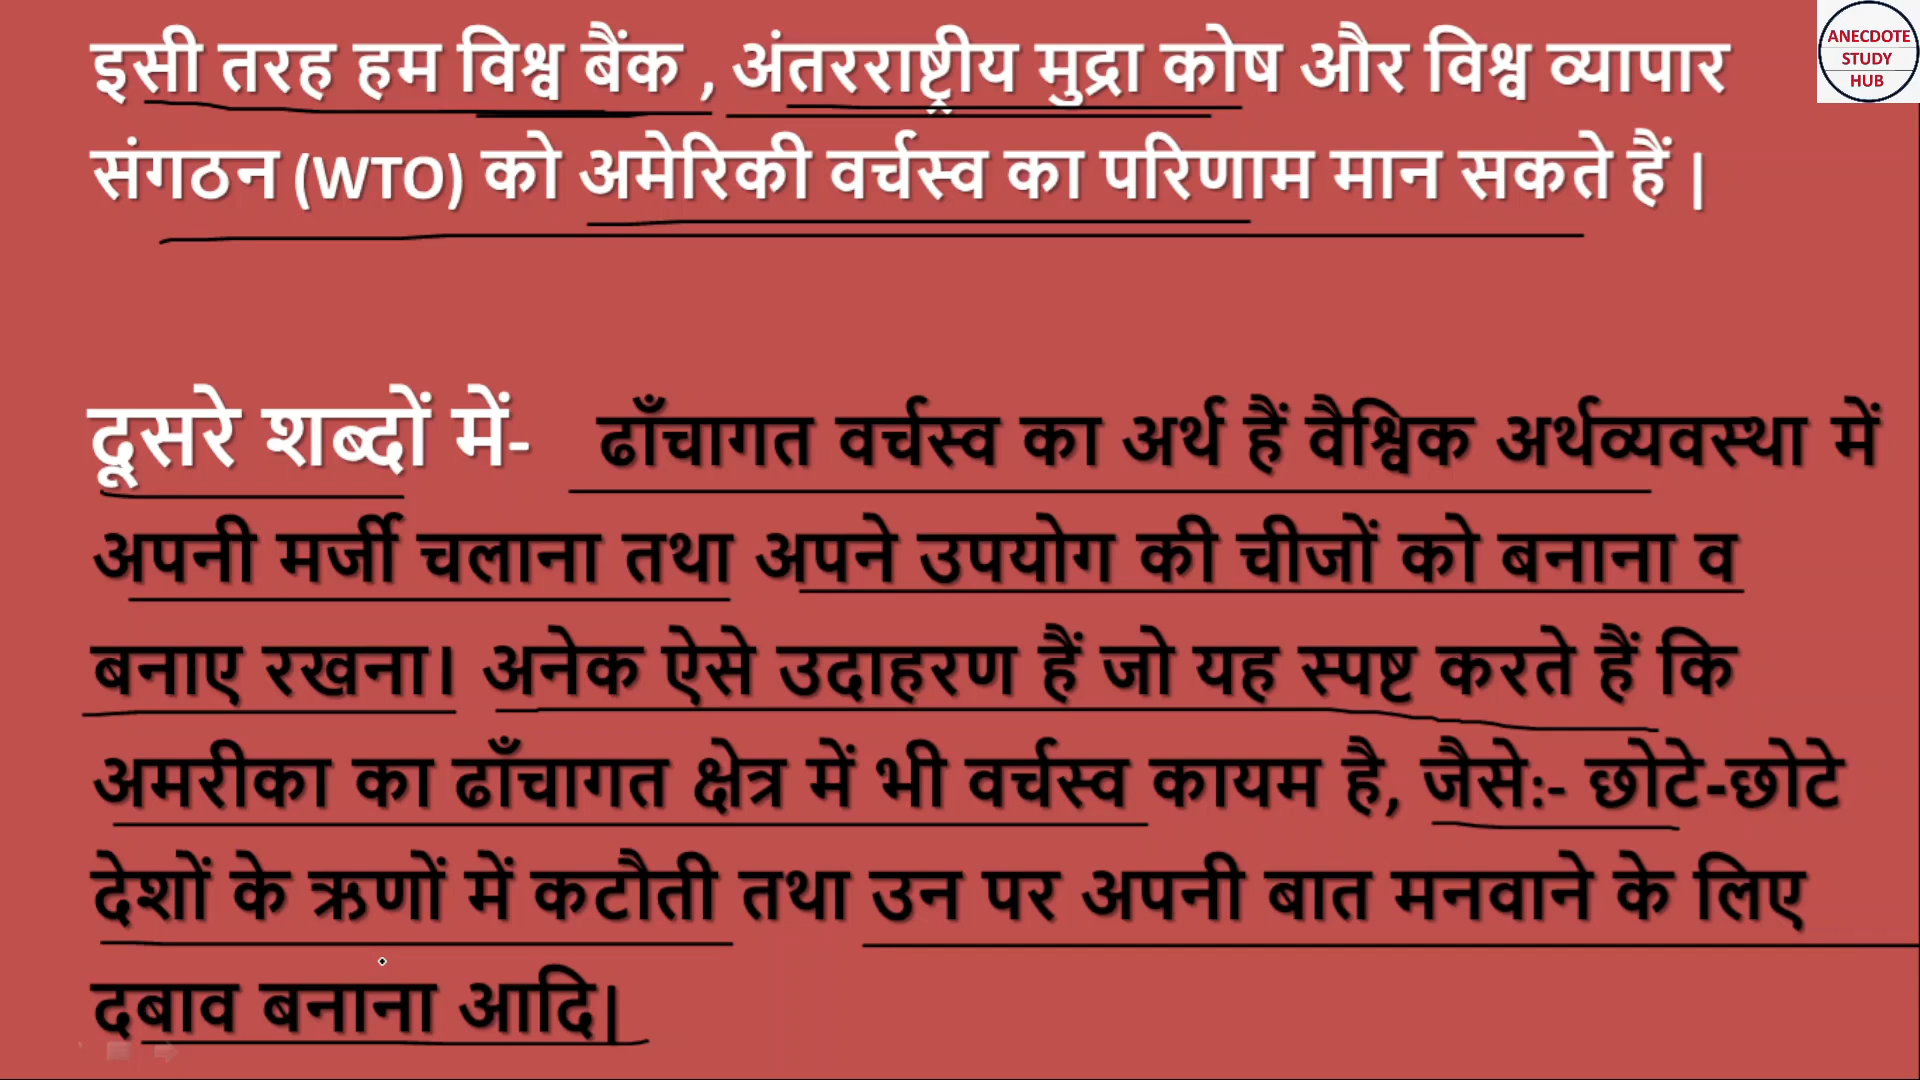 इसी तरह हम विश्व बैंक , अंतरराष्ट्रीय मुद्रा कोष और विश्व व्यापार
संगठन (WTO) को अमेरिकी वर्चस्व का परिणाम मान सकते हैं |
दूसरे शब्दों में- ढाँचागत वर्चस्व का अर्थ हैं वैश्विक अर्थव्यवस्था में
अपनी मर्जी चलाना तथा अपने उपयोग की चीजों को बनाना व
बनाए रखना। अनेक ऐसे उदाहरण हैं जो यह स्पष्ट करते हैं कि
अमरीका का ढाँचागत क्षेत्र में भी वर्चस्व कायम है, जैसेः- छोटे-छोटे
देशों के ऋणों में कटौती तथा उन पर अपनी बात मनवाने के लिए
दबाव बनाना आदि|
ANECDOTE
STUDY
HUB